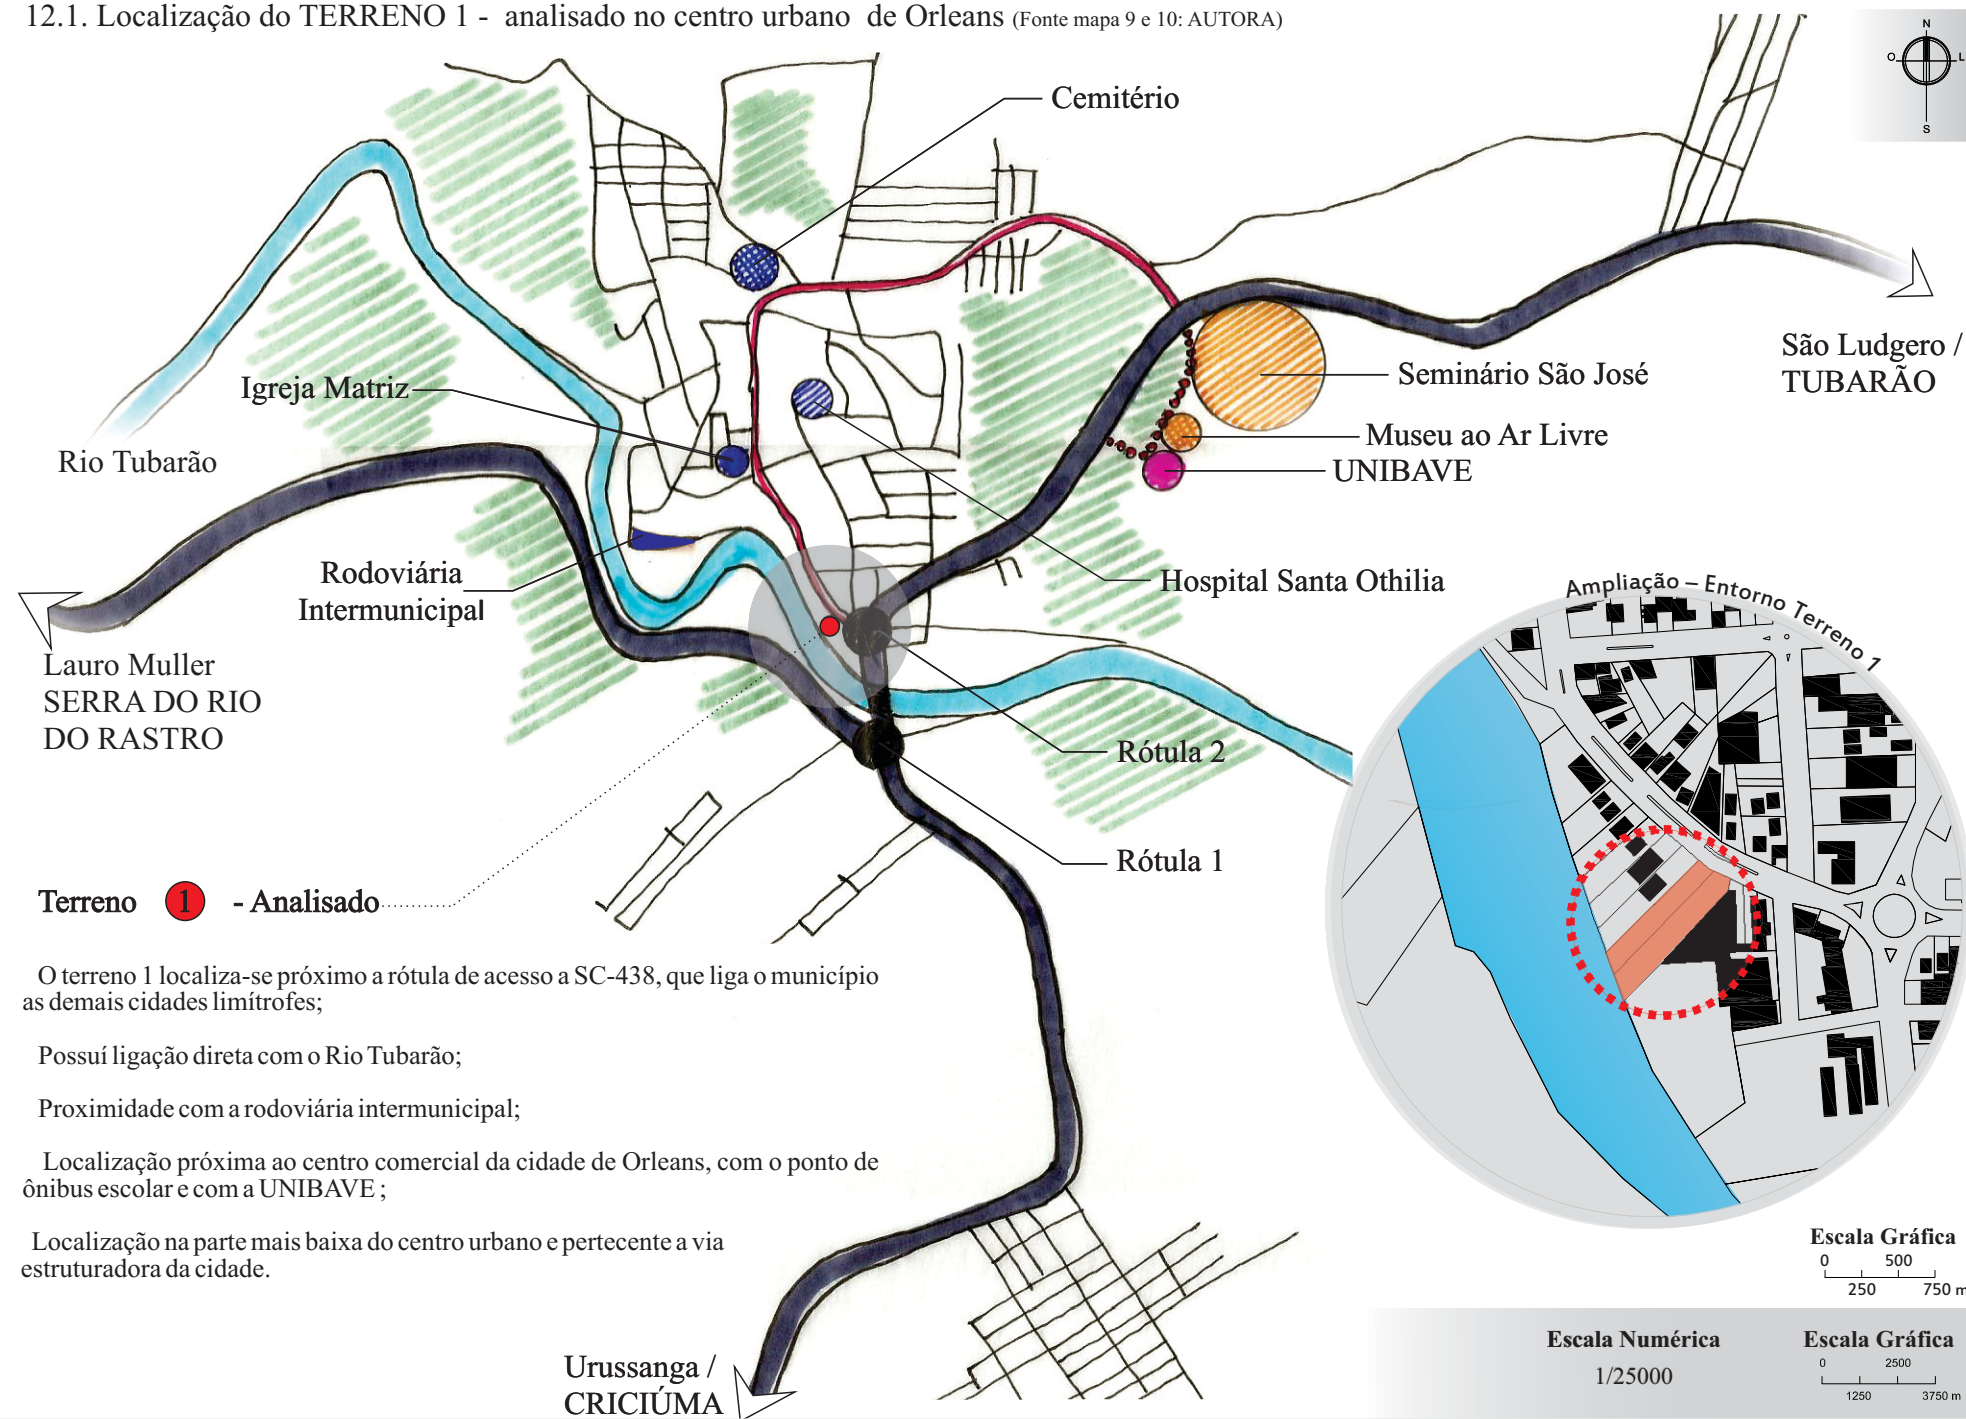 12.1. Localização do TERRENO 1 - analisado no centro urbano de Orleans (Fonte mapa 9 e 10: AUTORA)
N
O
L
S
Cemitério
São Ludgero /
TUBARÃO
Seminário São José
Igreja Matriz
Museu ao Ar Livre
UNIBAVE
Rio Tubarão
Rodoviária
Intermunicipal
Hospital Santa Othilia
Ampliação – Entorno Terreno 1
Lauro Muller
SERRA DO RIO
DO RASTRO
Rótula 2
Rótula 1
Terreno 1 - Analisado
O terreno 1 localiza-se próximo a rótula de acesso a SC-438, que liga o município
as demais cidades limítrofes;
Possuí ligação direta com o Rio Tubarão;
Proximidade com a rodoviária intermunicipal;
Localização próxima ao centro comercial da cidade de Orleans, com o ponto de
ônibus escolar e com a UNIBAVE ;
Localização na parte mais baixa do centro urbano e pertecente a via
estruturadora da cidade.
Urussanga /
CRICIÚMA
Escala Gráfica
0 500
250 750 m
Escala Numérica
1/25000
Escala Gráfica
0 2500
1250 3750 m